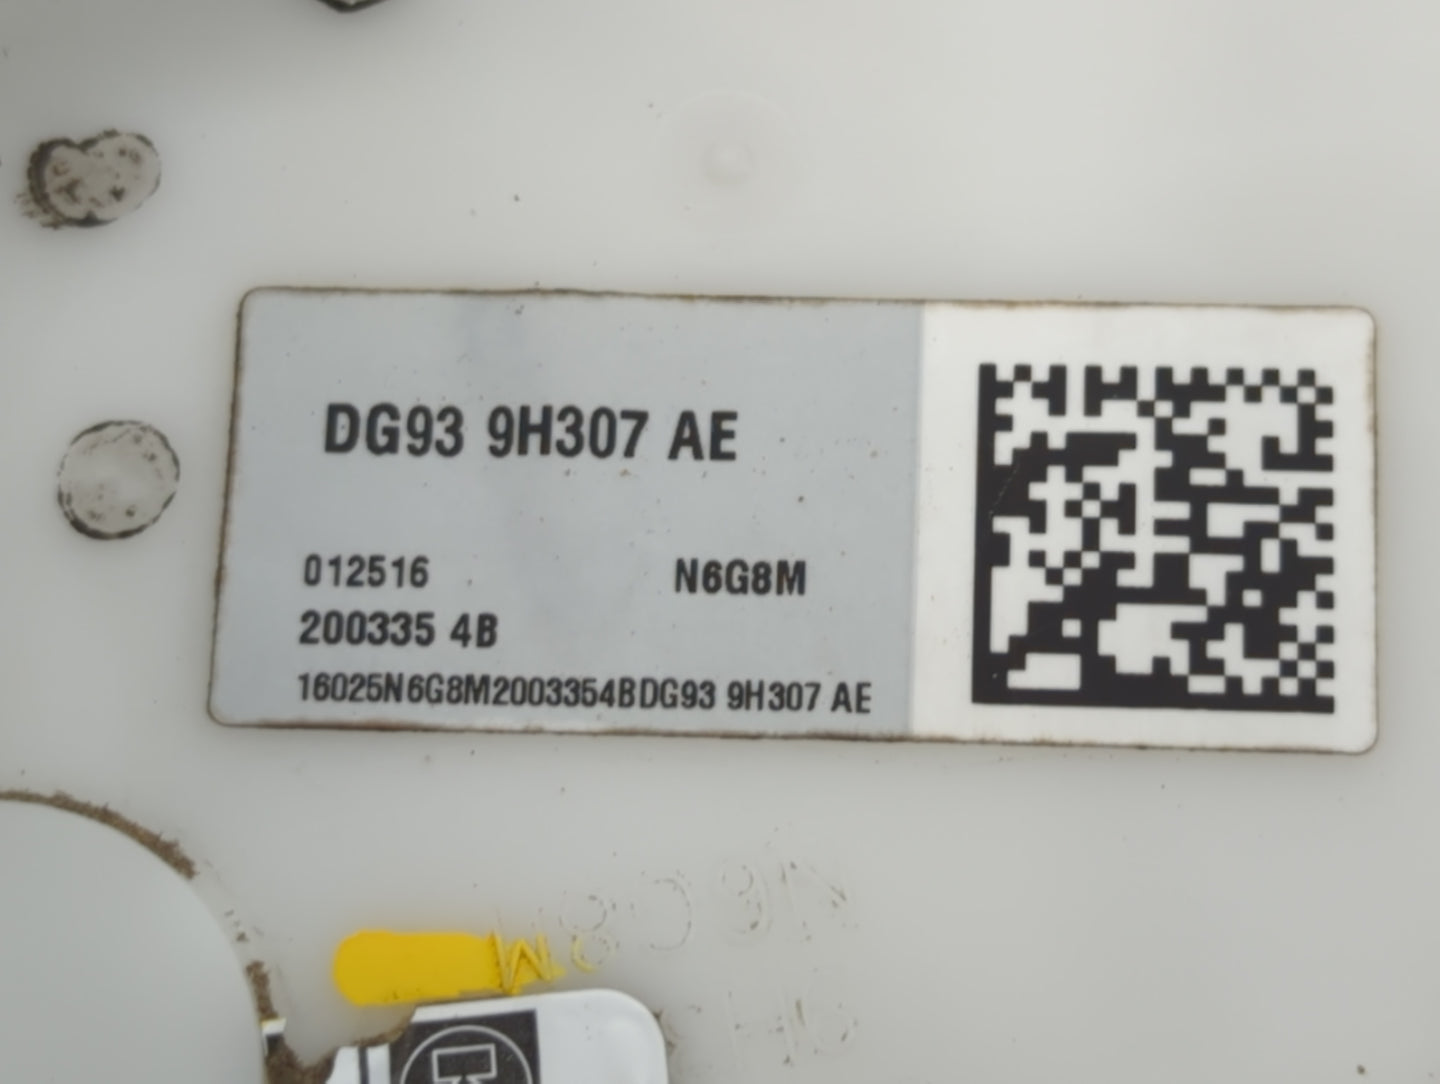 DG93 9H307 AE
012516 N6G8M
200335 4B
16025N6G8M2003354BDG93 9H307 AE